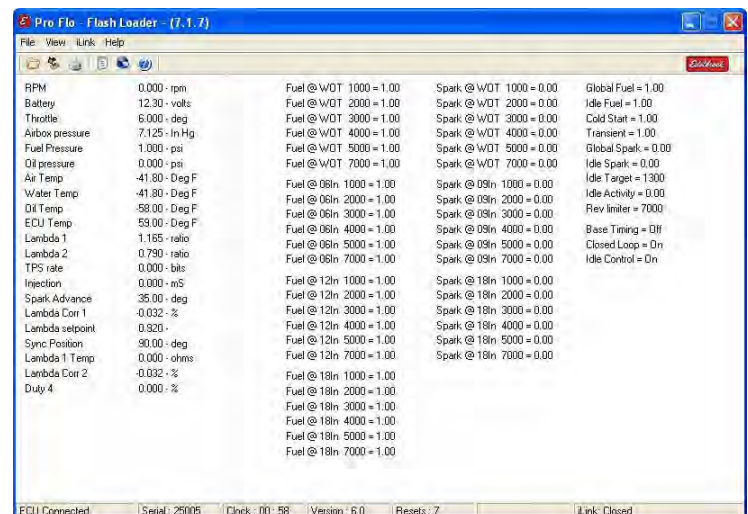 Pro Flo - Flash Loader - (7.1.7)
File View iLink Help
Edelbrock
RPM 0.000 - rpm
Battery 12.30 - volts
Throttle 6.000 - deg
Airbox pressure 7.125 - In Hg
Fuel Pressure 1.000 - psi
Oil pressure 0.000 - psi
Air Temp -41.80 - Deg F
Water Temp -41.80 - Deg F
Oil Temp -58.00 - Deg F
ECU Temp 59.00 - Deg F
Lambda 1 1.165 - ratio
Lambda 2 0.790 - ratio
TPS rate 0.000 - bits
Injection 0.000 - mS
Spark Advance 35.00 - deg
Lambda Corr 1 -0.032 - %
Lambda setpoint 0.920 -
Sync Position 90.00 - deg
Lambda 1 Temp 0.000 - ohms
Lambda Corr 2 -0.032 - %
Duty 4 0.000 - %
Fuel @ WOT 1000 = 1.00
Fuel @ WOT 2000 = 1.00
Fuel @ WOT 3000 = 1.00
Fuel @ WOT 4000 = 1.00
Fuel @ WOT 5000 = 1.00
Fuel @ WOT 7000 = 1.00
Fuel @ 06In 1000 = 1.00
Fuel @ 06In 2000 = 1.00
Fuel @ 06In 3000 = 1.00
Fuel @ 06In 4000 = 1.00
Fuel @ 06In 5000 = 1.00
Fuel @ 06In 7000 = 1.00
Fuel @ 12In 1000 = 1.00
Fuel @ 12In 2000 = 1.00
Fuel @ 12In 3000 = 1.00
Fuel @ 12In 4000 = 1.00
Fuel @ 12In 5000 = 1.00
Fuel @ 12In 7000 = 1.00
Fuel @ 18In 1000 = 1.00
Fuel @ 18In 2000 = 1.00
Fuel @ 18In 3000 = 1.00
Fuel @ 18In 4000 = 1.00
Fuel @ 18In 5000 = 1.00
Fuel @ 18In 7000 = 1.00
Spark @ WOT 1000 = 0.00
Spark @ WOT 2000 = 0.00
Spark @ WOT 3000 = 0.00
Spark @ WOT 4000 = 0.00
Spark @ WOT 5000 = 0.00
Spark @ WOT 7000 = 0.00
Spark @ 09In 1000 = 0.00
Spark @ 09In 2000 = 0.00
Spark @ 09In 3000 = 0.00
Spark @ 09In 4000 = 0.00
Spark @ 09In 5000 = 0.00
Spark @ 09In 7000 = 0.00
Spark @ 18In 1000 = 0.00
Spark @ 18In 2000 = 0.00
Spark @ 18In 3000 = 0.00
Spark @ 18In 4000 = 0.00
Spark @ 18In 5000 = 0.00
Spark @ 18In 7000 = 0.00
Global Fuel = 1.00
Idle Fuel = 1.00
Cold Start = 1.00
Transient = 1.00
Global Spark = 0.00
Idle Spark = 0.00
Idle Target = 1300
Idle Activity = 0.00
Rev limiter = 7000
Base Timing = Off
Closed Loop = On
Idle Control = On
ECU Connected Serial : 25005 Clock : 00 : 58 Version : 6.0 Resets : 7 iLink: Closed